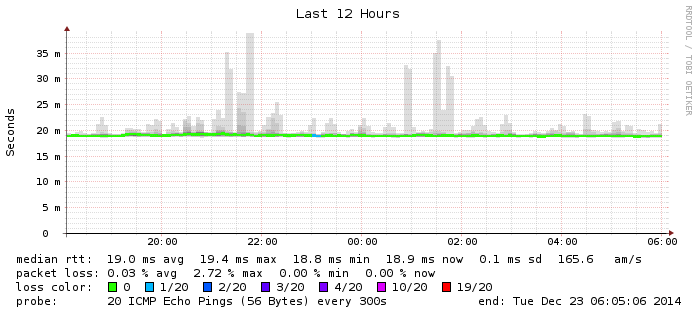 Last 12 Hours
RRDTOOL / TOBI OETIKER
Seconds
35 m
30 m
25 m
20 m
15 m
10 m
5 m
0
20:00 22:00 00:00 02:00 04:00 06:00
median rtt: 19.0 ms avg 19.4 ms max 18.8 ms min 18.9 ms now 0.1 ms sd 165.6 am/s
packet loss: 0.03 % avg 2.72 % max 0.00 % min 0.00 % now
loss color: 0 1/20 2/20 3/20 4/20 10/20 19/20
probe: 20 ICMP Echo Pings (56 Bytes) every 300s end: Tue Dec 23 06:05:06 2014